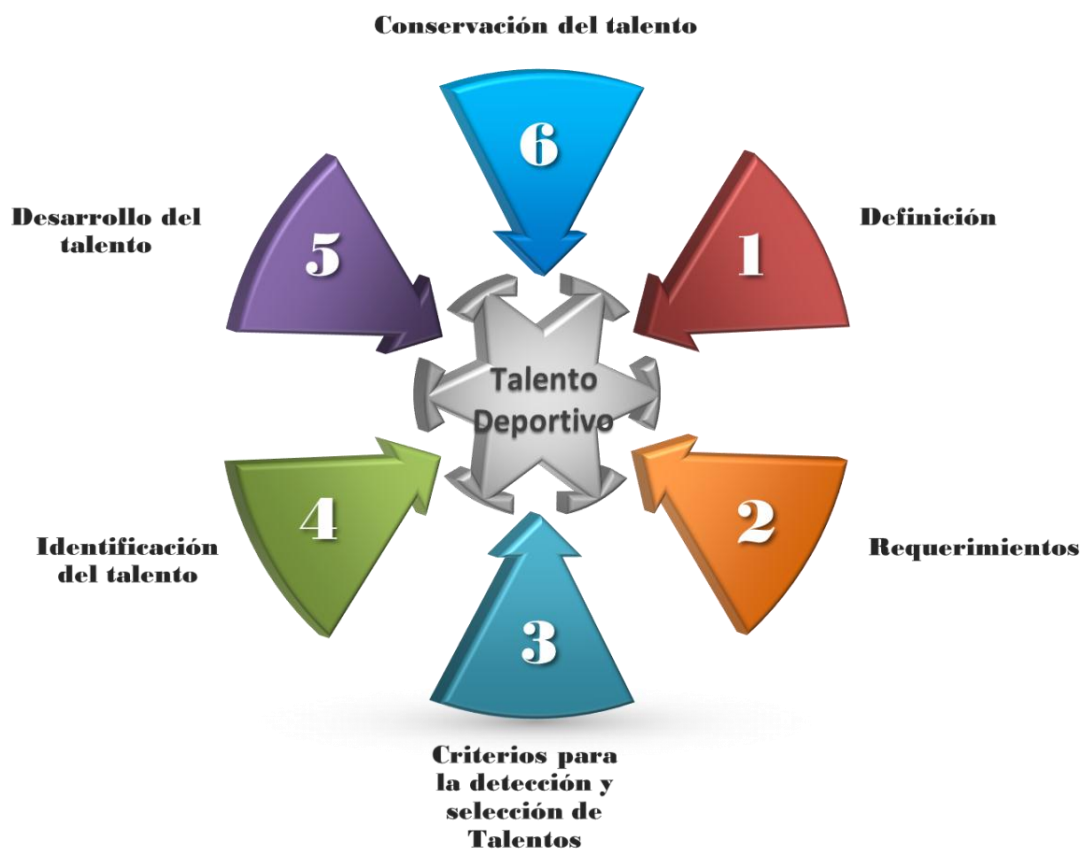 Conservación del talento
6
Desarrollo del
talento
5
1
Definición
Talento
Deportivo
Identificación
del talento
4
2
Requerimientos
3
Criterios para
la detección y
selección de
Talentos